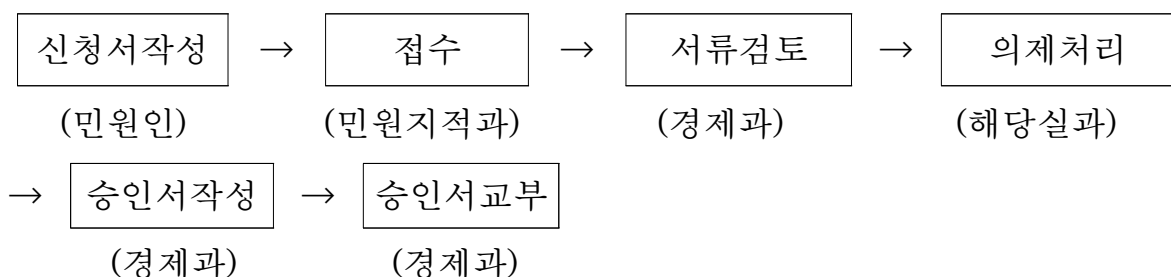 신청서작성 → 접수 → 서류검토 → 의제처리
(민원인) (민원지적과) (경제과) (해당실과)
→ 승인서작성 → 승인서교부
(경제과) (경제과)